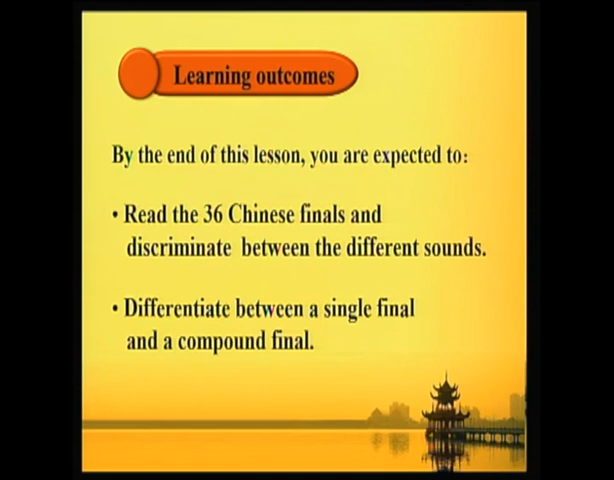 Learning outcomes
By the end of this lesson, you are expected to:
• Read the 36 Chinese finals and
discriminate between the different sounds.
• Differentiate between a single final
and a compound final.